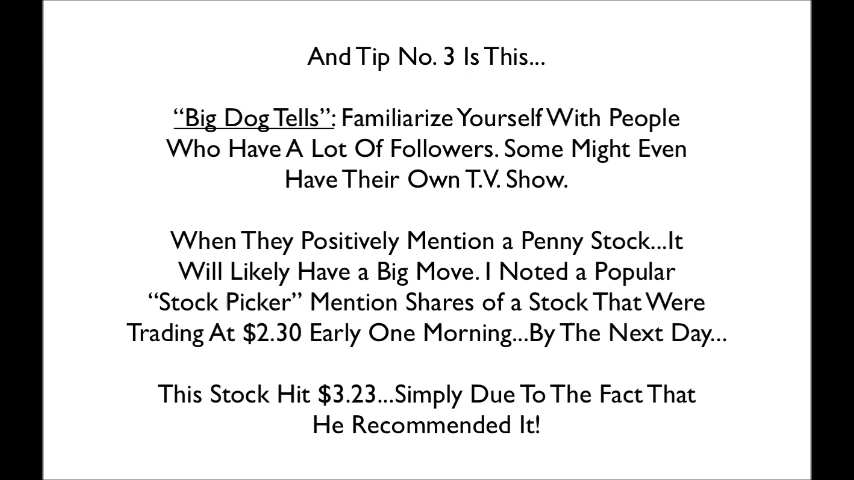 And Tip No. 3 Is This...
“Big Dog Tells”: Familiarize Yourself With People
Who Have A Lot Of Followers. Some Might Even
Have Their Own T.V. Show.
When They Positively Mention a Penny Stock...It
Will Likely Have a Big Move. I Noted a Popular
“Stock Picker” Mention Shares of a Stock That Were
Trading At $2.30 Early One Morning...By The Next Day...
This Stock Hit $3.23...Simply Due To The Fact That
He Recommended It!